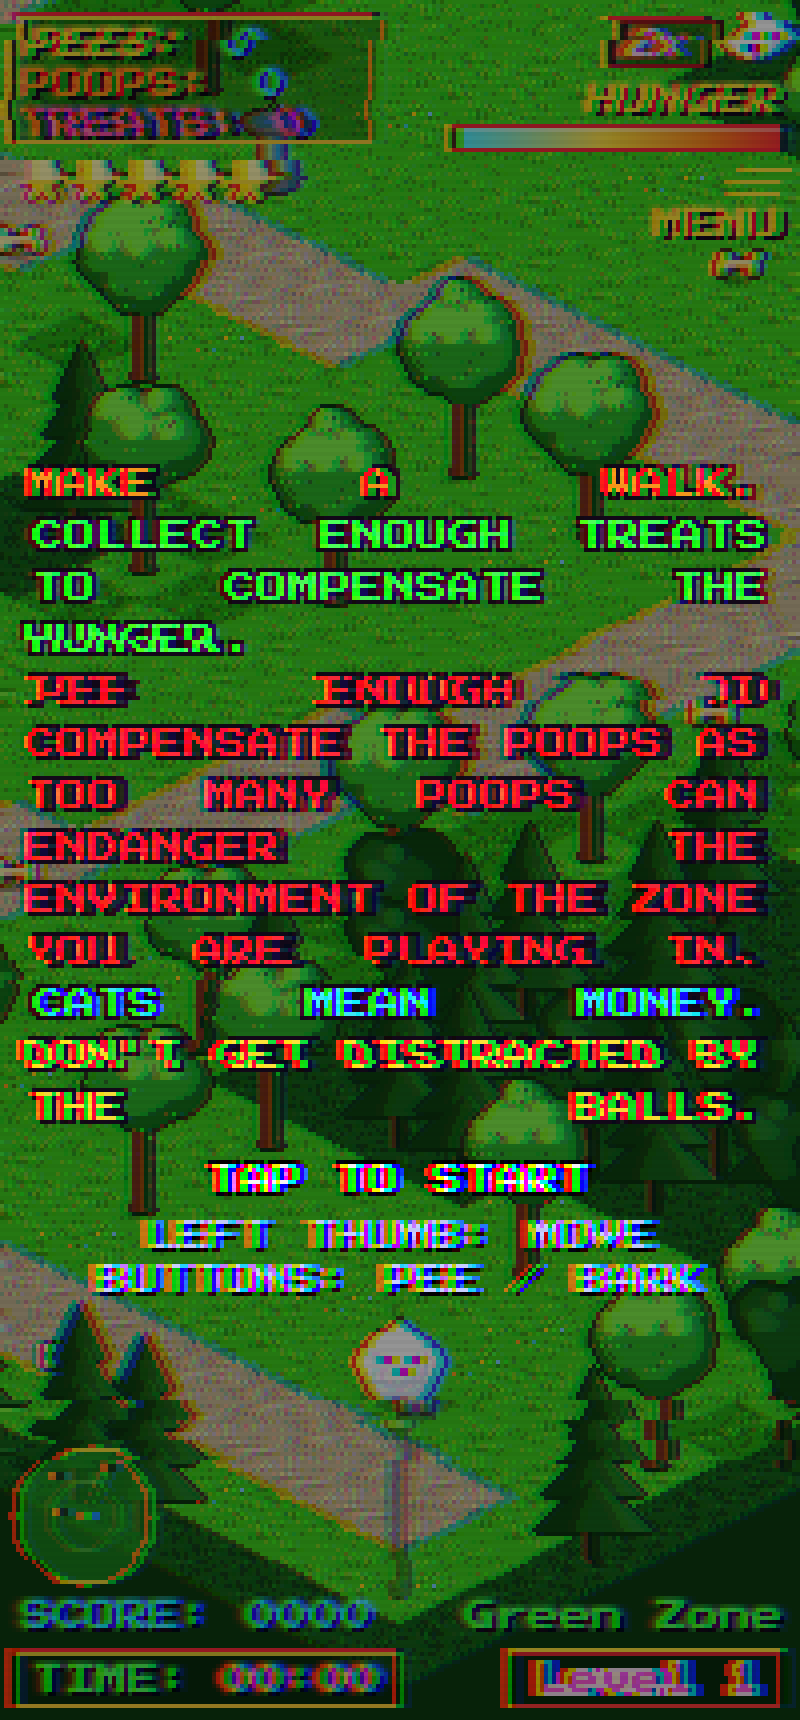 PEES: 5
POOPS: 0
TREATS: 0
2x
HUNGER
MENU
MAKE A WALK.
COLLECT ENOUGH TREATS
TO COMPENSATE THE
HUNGER.
PEE ENOUGH TO
COMPENSATE THE POOPS AS
TOO MANY POOPS CAN
ENDANGER THE
ENVIRONMENT OF THE ZONE
YOU ARE PLAYING IN.
CATS MEAN MONEY.
DON'T GET DISTRACTED BY
THE BALLS.
TAP TO START
LEFT THUMB: MOVE
BUTTONS: PEE / BARK
SCORE: 0000
Green Zone
TIME: 00:00
Level 1